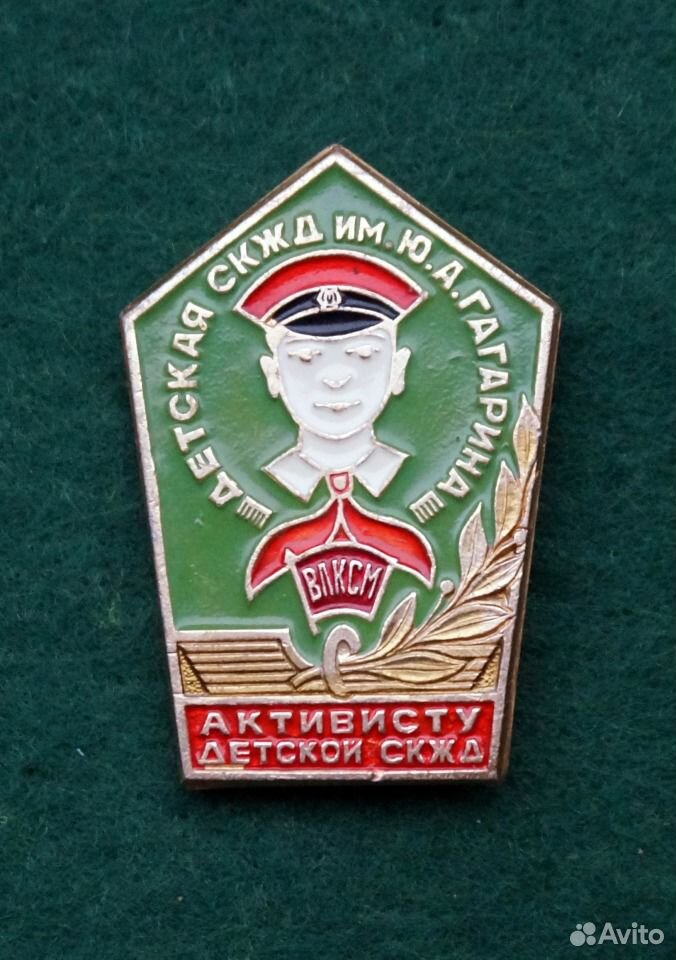 ДЕТСКАЯ СКЖД ИМ. Ю.А.ГАГАРИНА
ВЛКСМ
АКТИВИСТУ
ДЕТСКОЙ СКЖД
Avito